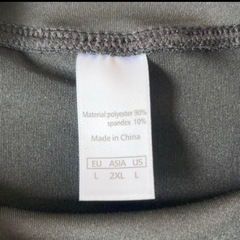 Material:polyester 90%
spandex 10%
Made in China
EU ASIA US
L 2XL L